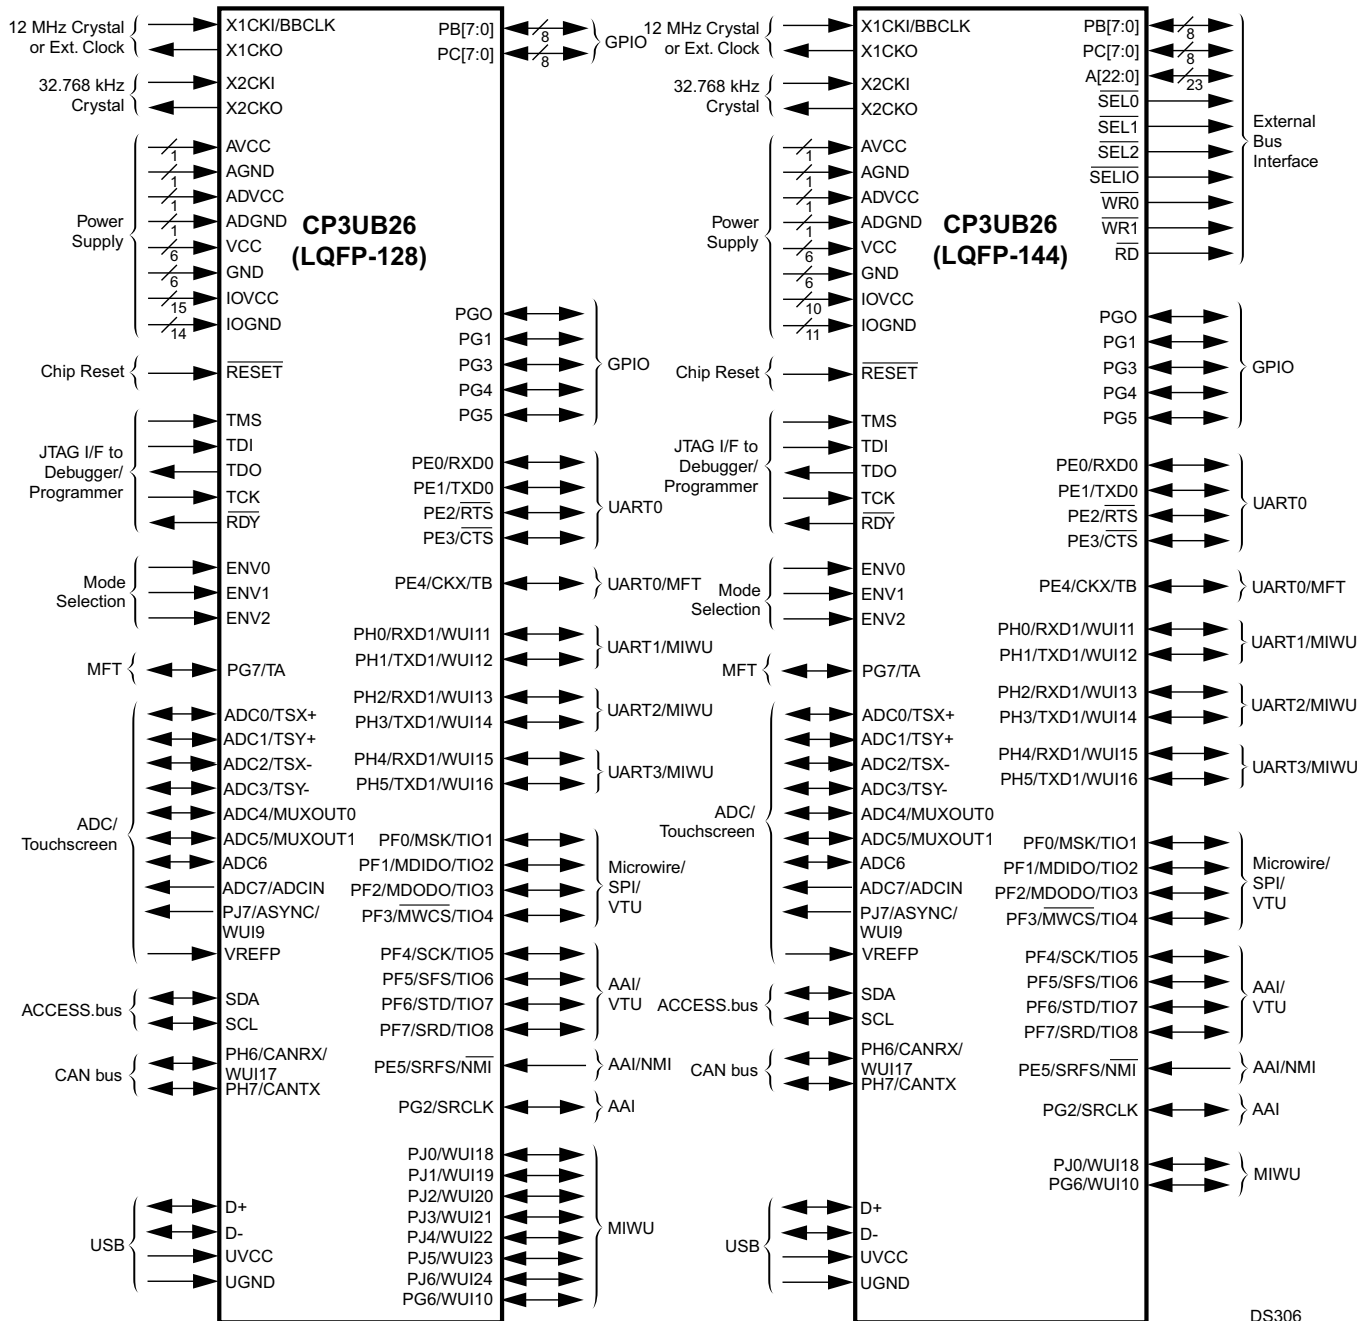 12 MHz Crystal
or Ext. Clock
X1CKI/BBCLK
X1CKO
32.768 kHz
Crystal
X2CKI
X2CKO
Power
Supply
AVCC
1
AGND
1
ADVCC
1
ADGND
1
VCC
6
GND
6
IOVCC
15
IOGND
14
Chip Reset
RESET
JTAG I/F to
Debugger/
Programmer
TMS
TDI
TDO
TCK
RDY
Mode
Selection
ENV0
ENV1
ENV2
MFT
PG7/TA
ADC/
Touchscreen
ADC0/TSX+
ADC1/TSY+
ADC2/TSX-
ADC3/TSY-
ADC4/MUXOUT0
ADC5/MUXOUT1
ADC6
ADC7/ADCIN
PJ7/ASYNC/
WUI9
VREFP
ACCESS.bus
SDA
SCL
CAN bus
PH6/CANRX/
WUI17
PH7/CANTX
USB
D+
D-
UVCC
UGND
CP3UB26
(LQFP-128)
PB[7:0]
8
PC[7:0]
8
GPIO
PGO
PG1
PG3
PG4
PG5
GPIO
PE0/RXD0
PE1/TXD0
PE2/RTS
PE3/CTS
UART0
PE4/CKX/TB
UART0/MFT
PH0/RXD1/WUI11
PH1/TXD1/WUI12
UART1/MIWU
PH2/RXD1/WUI13
PH3/TXD1/WUI14
UART2/MIWU
PH4/RXD1/WUI15
PH5/TXD1/WUI16
UART3/MIWU
PF0/MSK/TIO1
PF1/MDIDO/TIO2
PF2/MDODO/TIO3
PF3/MWCS/TIO4
Microwire/
SPI/
VTU
PF4/SCK/TIO5
PF5/SFS/TIO6
PF6/STD/TIO7
PF7/SRD/TIO8
AAI/
VTU
PE5/SRFS/NMI
AAI/NMI
PG2/SRCLK
AAI
PJ0/WUI18
PJ1/WUI19
PJ2/WUI20
PJ3/WUI21
PJ4/WUI22
PJ5/WUI23
PJ6/WUI24
PG6/WUI10
MIWU
12 MHz Crystal
or Ext. Clock
X1CKI/BBCLK
X1CKO
32.768 kHz
Crystal
X2CKI
X2CKO
Power
Supply
AVCC
1
AGND
1
ADVCC
1
ADGND
1
VCC
6
GND
6
IOVCC
10
IOGND
11
Chip Reset
RESET
JTAG I/F to
Debugger/
Programmer
TMS
TDI
TDO
TCK
RDY
Mode
Selection
ENV0
ENV1
ENV2
MFT
PG7/TA
ADC/
Touchscreen
ADC0/TSX+
ADC1/TSY+
ADC2/TSX-
ADC3/TSY-
ADC4/MUXOUT0
ADC5/MUXOUT1
ADC6
ADC7/ADCIN
PJ7/ASYNC/
WUI9
VREFP
ACCESS.bus
SDA
SCL
CAN bus
PH6/CANRX/
WUI17
PH7/CANTX
USB
D+
D-
UVCC
UGND
CP3UB26
(LQFP-144)
PB[7:0]
8
PC[7:0]
8
A[22:0]
23
SEL0
SEL1
SEL2
SELIO
WR0
WR1
RD
External
Bus
Interface
PGO
PG1
PG3
PG4
PG5
GPIO
PE0/RXD0
PE1/TXD0
PE2/RTS
PE3/CTS
UART0
PE4/CKX/TB
UART0/MFT
PH0/RXD1/WUI11
PH1/TXD1/WUI12
UART1/MIWU
PH2/RXD1/WUI13
PH3/TXD1/WUI14
UART2/MIWU
PH4/RXD1/WUI15
PH5/TXD1/WUI16
UART3/MIWU
PF0/MSK/TIO1
PF1/MDIDO/TIO2
PF2/MDODO/TIO3
PF3/MWCS/TIO4
Microwire/
SPI/
VTU
PF4/SCK/TIO5
PF5/SFS/TIO6
PF6/STD/TIO7
PF7/SRD/TIO8
AAI/
VTU
PE5/SRFS/NMI
AAI/NMI
PG2/SRCLK
AAI
PJ0/WUI18
PG6/WUI10
MIWU
DS306